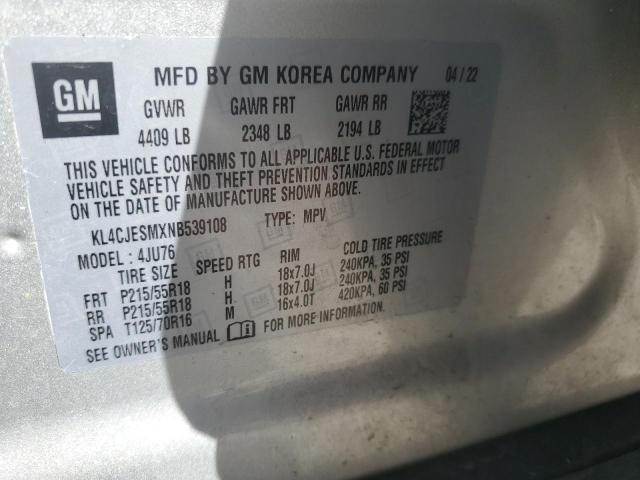 GM
MFD BY GM KOREA COMPANY 04/22
GVWR GAWR FRT GAWR RR
4409 LB 2348 LB 2194 LB
THIS VEHICLE CONFORMS TO ALL APPLICABLE U.S. FEDERAL MOTOR
VEHICLE SAFETY AND THEFT PREVENTION STANDARDS IN EFFECT
ON THE DATE OF MANUFACTURE SHOWN ABOVE.
KL4CJESMXNB539108 TYPE: MPV
MODEL: 4JU76
TIRE SIZE SPEED RTG RIM COLD TIRE PRESSURE
FRT P215/55R18 H 18x7.0J 240KPA, 35 PSI
RR P215/55R18 H 18x7.0J 240KPA, 35 PSI
SPA T125/70R16 M 16x4.0T 420KPA, 60 PSI
SEE OWNER'S MANUAL FOR MORE INFORMATION.